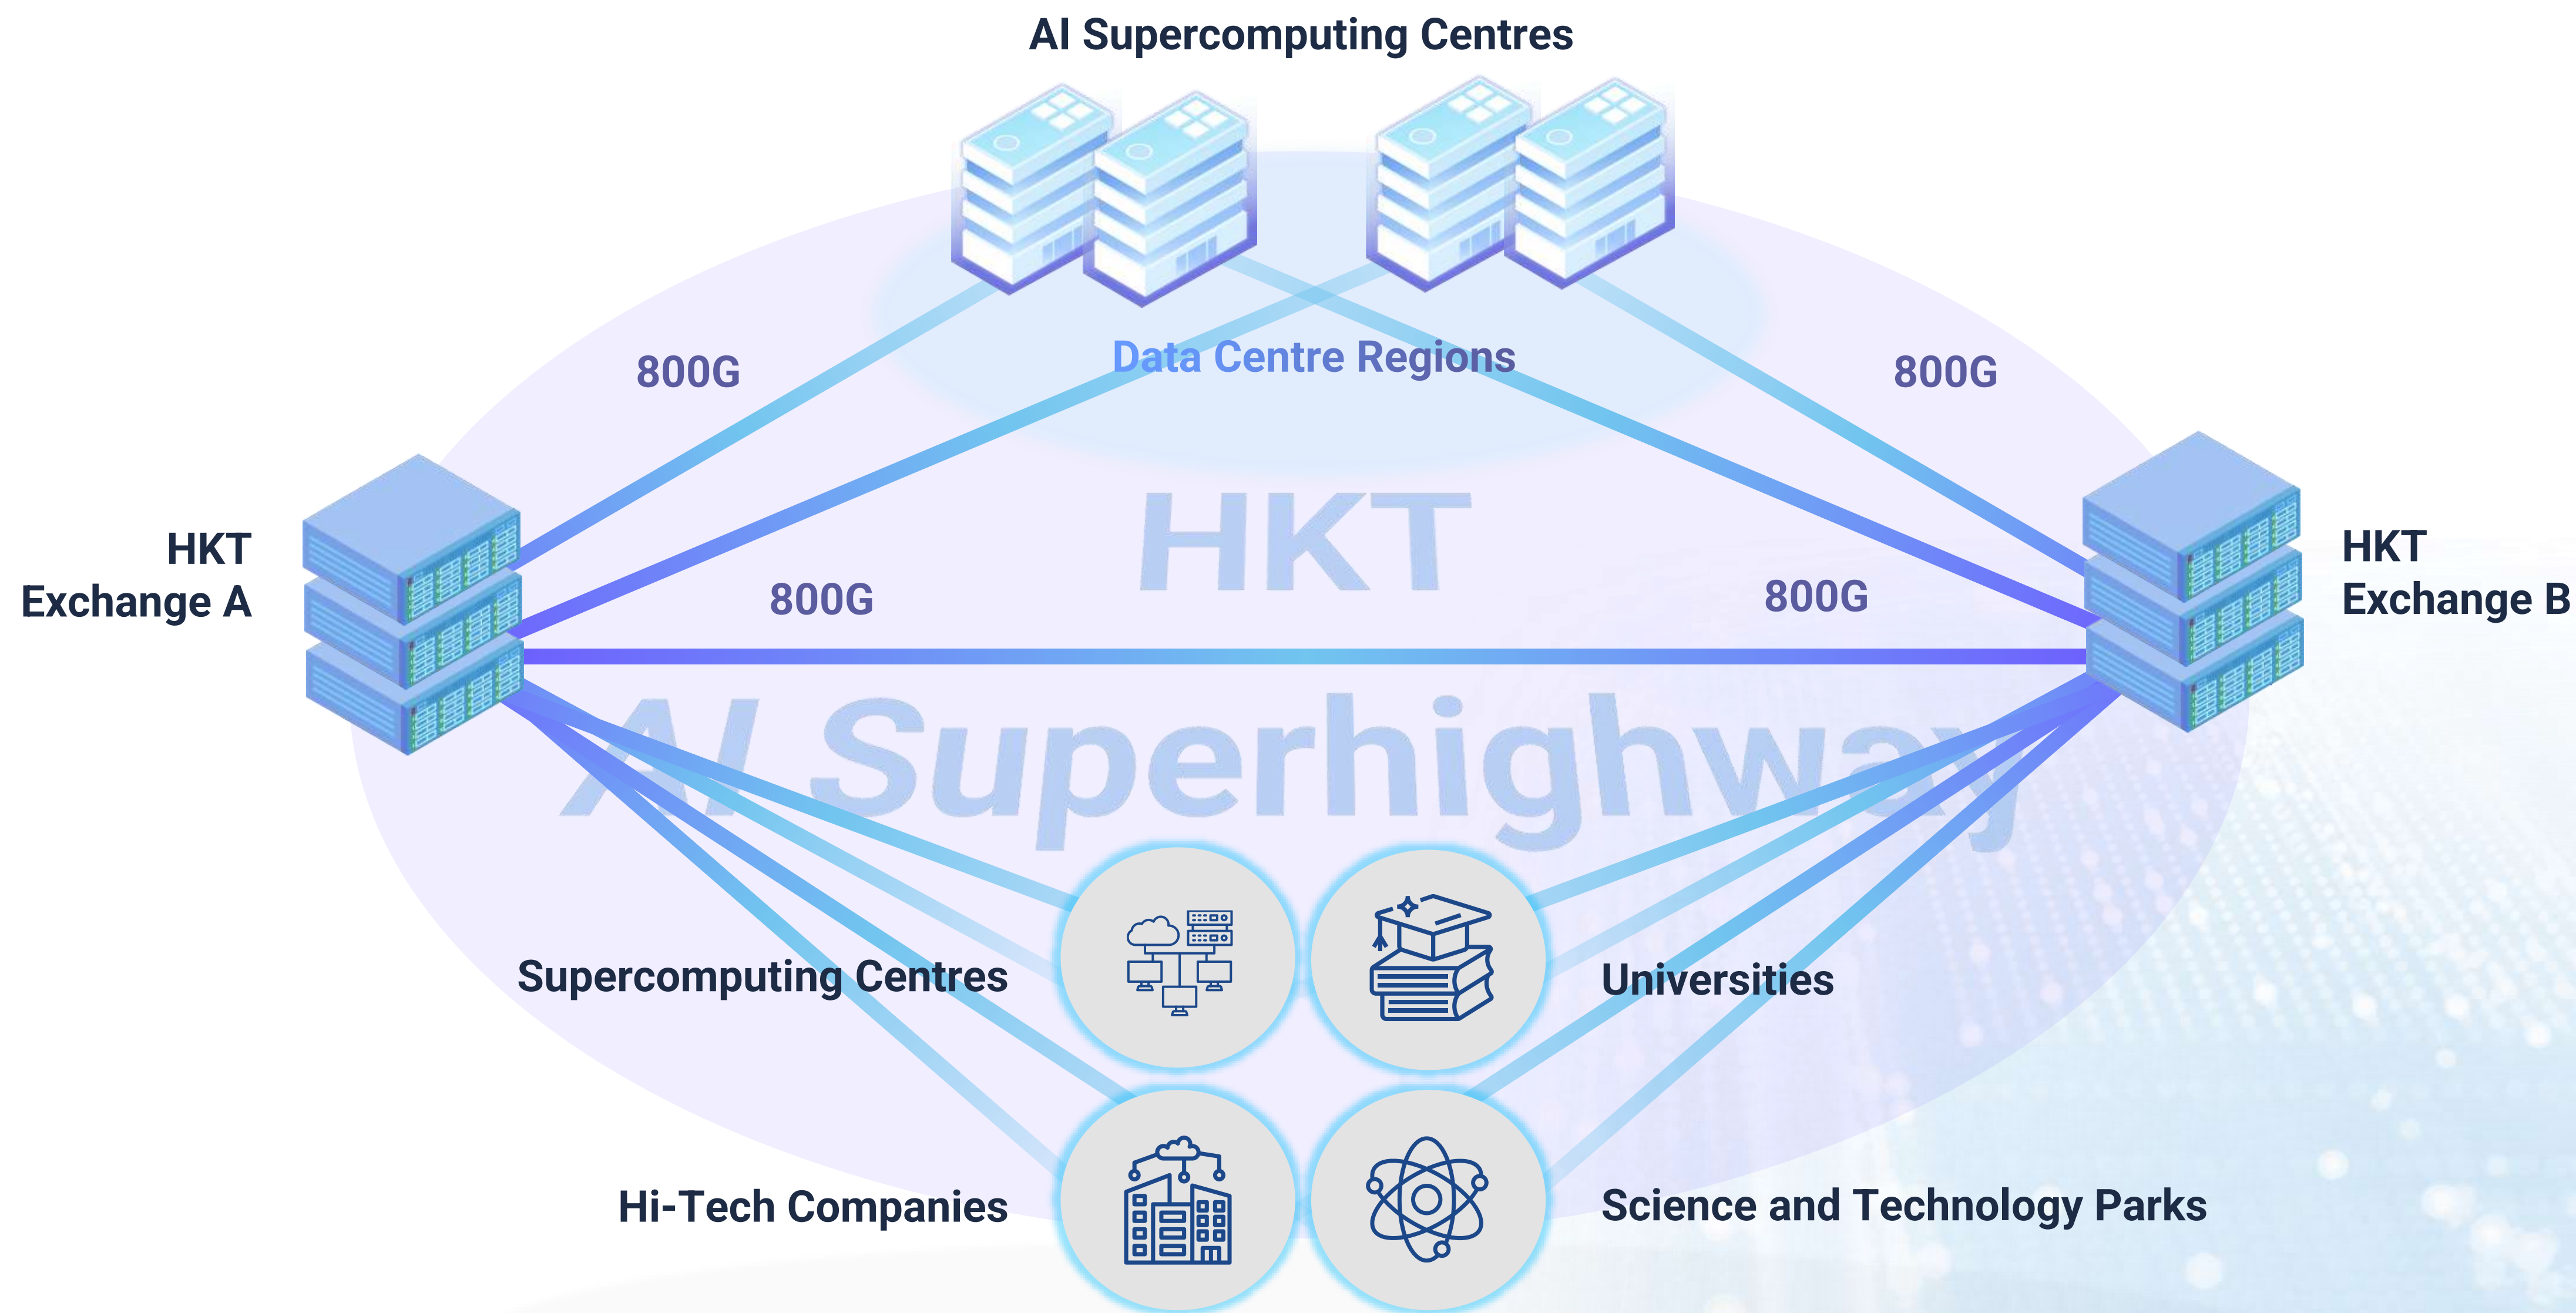 AI Supercomputing Centres
800G
Data Centre Regions
800G
HKT
Exchange A
HKT
HKT
Exchange B
800G
800G
AI Superhighway
Supercomputing Centres
Universities
Hi-Tech Companies
Science and Technology Parks